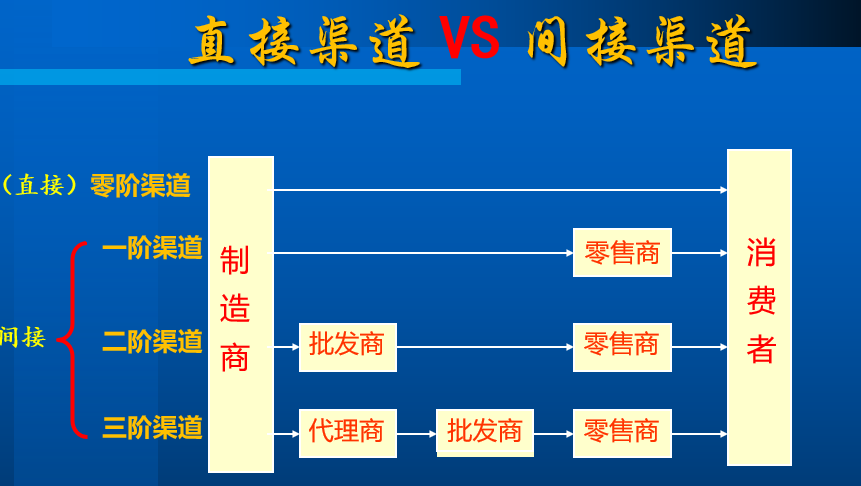 直接渠道 VS 间接渠道
（直接）零阶渠道
一阶渠道
零售商
制造商
消费者
间接
二阶渠道
批发商
零售商
三阶渠道
代理商
批发商
零售商